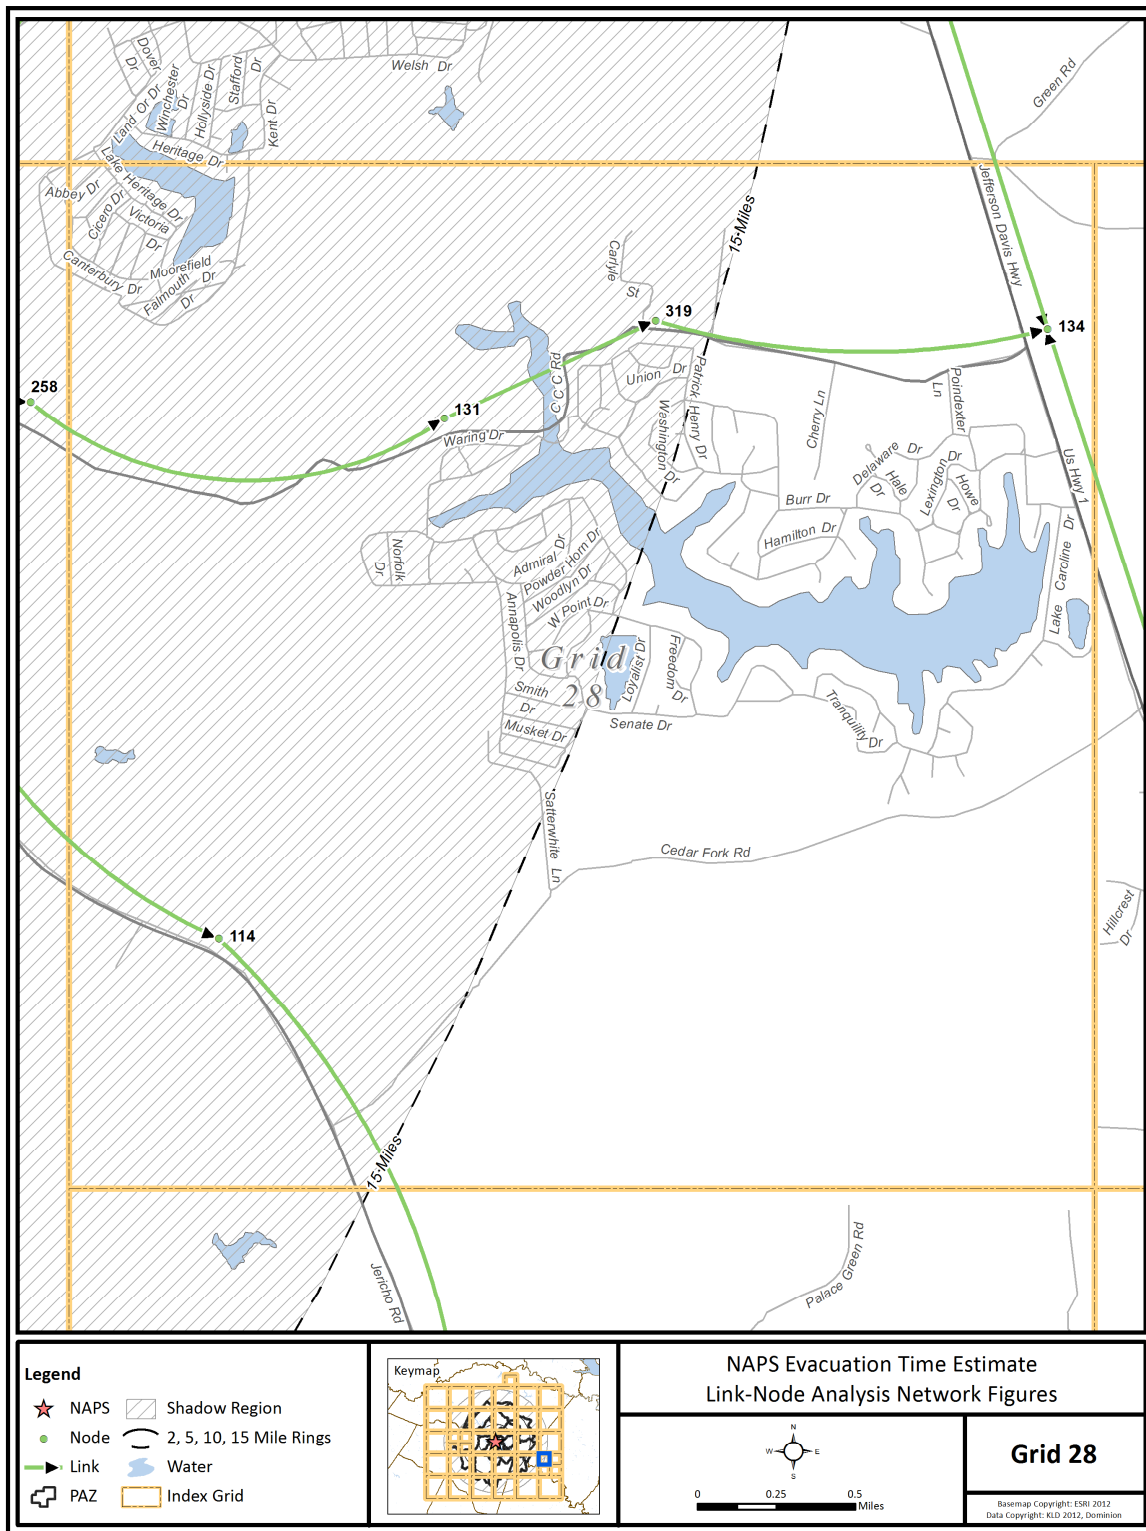 Dover
Dr
Land Or Dr
Winchester
Dr
Hollyside Dr
Stafford
Dr
Kent Dr
Welsh Dr
Green Rd
Heritage Dr
Lake Heritage Dr
Abbey Dr
Cicero Dr
Victoria
Dr
Canterbury Dr
Moorefield
Dr
Falmouth
Dr
15-Miles
Jefferson Davis Hwy
Carlyle
St
319
134
258
131
C C C Rd
Union Dr
Patrick Henry Dr
Washington Dr
Waring Dr
Cherry Ln
Poindexter
Ln
Delaware Dr
Dr
Hale
Dr
Lexington
Howe
Dr
Us Hwy 1
Burr Dr
Hamilton Dr
Norfolk
Dr
Admiral Dr
Powder Horn Dr
Woodlyn Dr
W Point Dr
Annapolis Dr
Lake Caroline Dr
Grid
28
Loyalist Dr
Freedom
Dr
Smith
Dr
Musket Dr
Senate Dr
Tranquility
Dr
Satterwhite Ln
Cedar Fork Rd
Hillcrest
Dr
114
15-Miles
Jericho Rd
Palace Green Rd
Legend
NAPS
Shadow Region
Node
2, 5, 10, 15 Mile Rings
Link
Water
PAZ
Index Grid
Keymap
NAPS Evacuation Time Estimate
Link-Node Analysis Network Figures
N
W
E
S
0
0.25
0.5
Miles
Grid 28
Basemap Copyright: ESRI 2012
Data Copyright: KLD 2012, Dominion